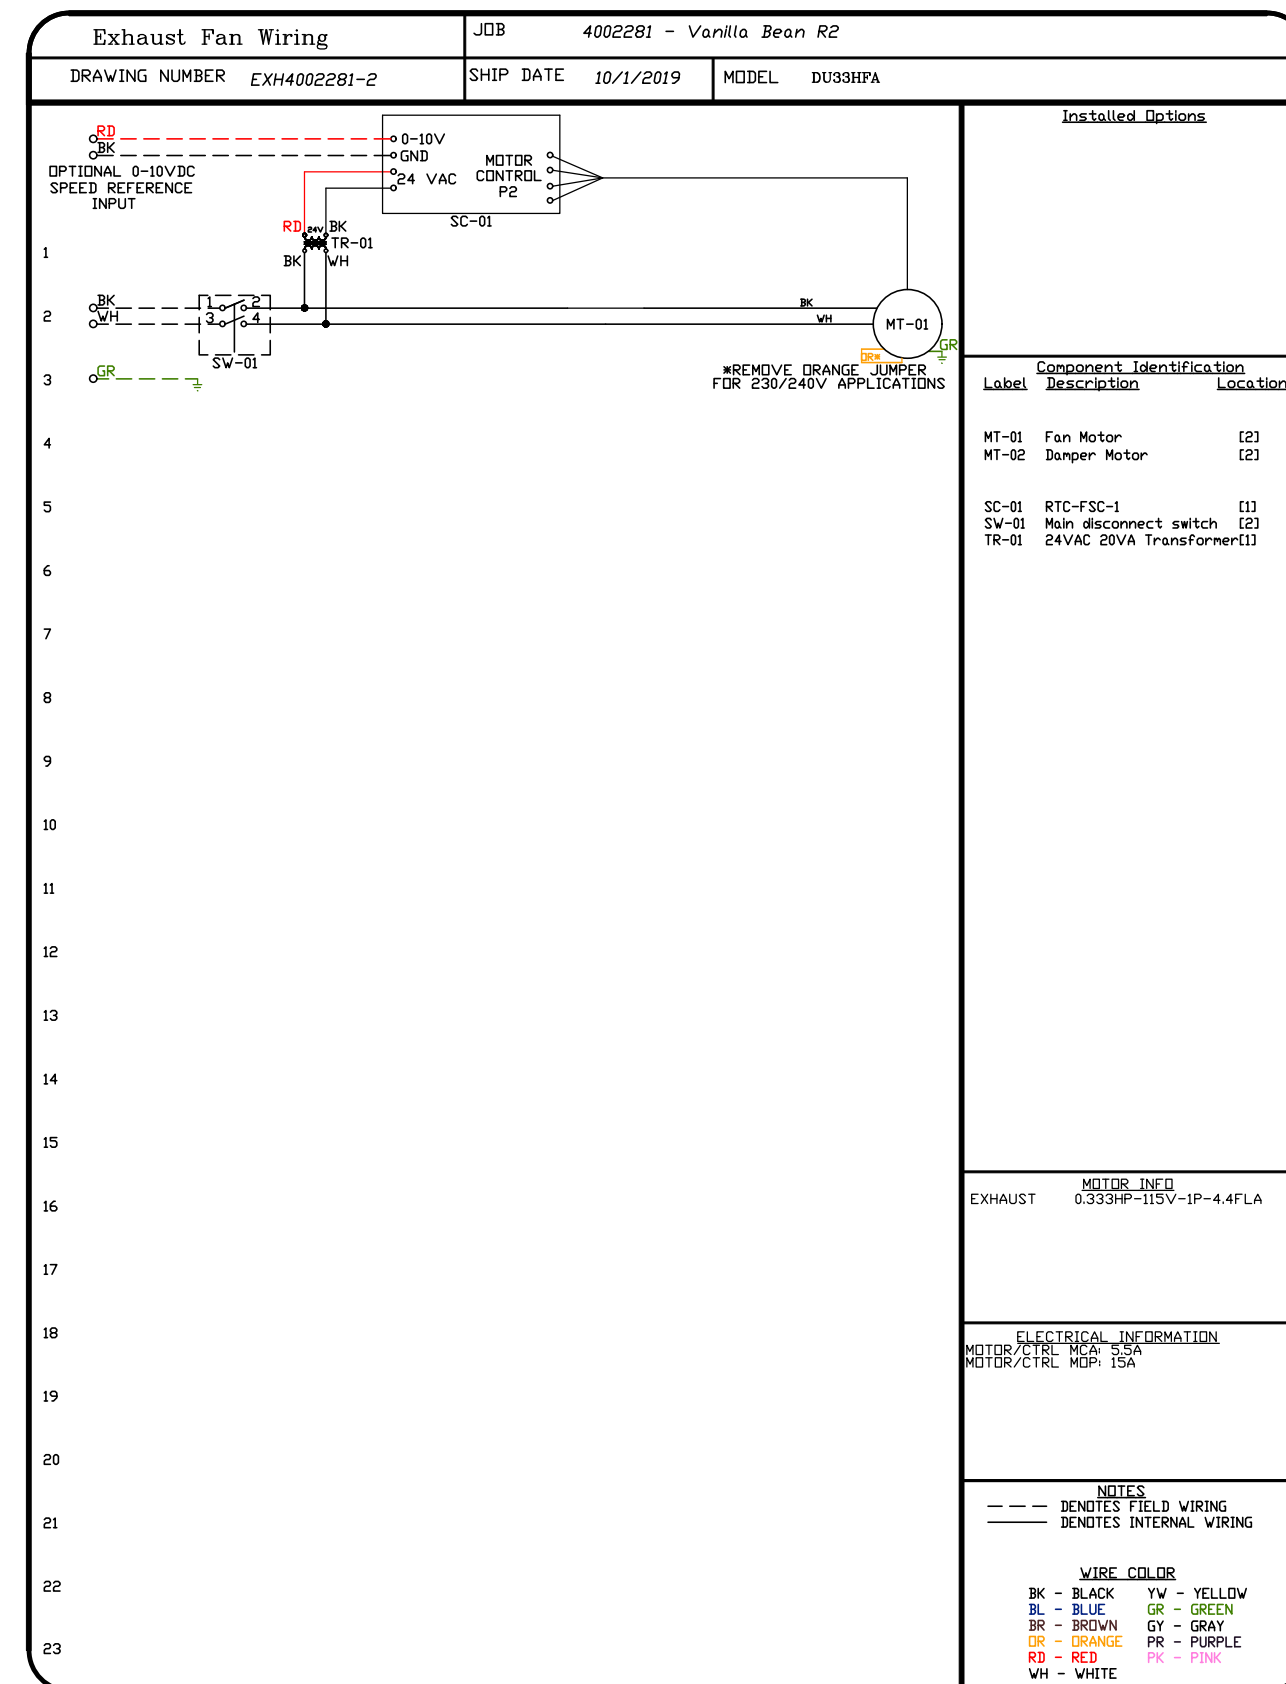 Exhaust Fan Wiring
JOB 4002281 - Vanilla Bean R2
DRAWING NUMBER EXH4002281-2
SHIP DATE 10/1/2019
MODEL DU33HFA
RD
BK
OPTIONAL 0-10VDC
SPEED REFERENCE
INPUT
0-10V
GND
24 VAC
MOTOR
CONTROL
P2
SC-01
RD 24V BK
TR-01
BK WH
BK
WH
1 2
3 4
SW-01
GR
BK
WH
MT-01
GR
OR*
*REMOVE ORANGE JUMPER
FOR 230/240V APPLICATIONS
1
2
3
4
5
6
7
8
9
10
11
12
13
14
15
16
17
18
19
20
21
22
23
Installed Options
Component Identification
Label Description Location
MT-01 Fan Motor [2]
MT-02 Damper Motor [2]
SC-01 RTC-FSC-1 [1]
SW-01 Main disconnect switch [2]
TR-01 24VAC 20VA Transformer[1]
MOTOR INFO
EXHAUST 0.333HP-115V-1P-4.4FLA
ELECTRICAL INFORMATION
MOTOR/CTRL MCA: 5.5A
MOTOR/CTRL MOP: 15A
NOTES
DENOTES FIELD WIRING
DENOTES INTERNAL WIRING
WIRE COLOR
BK - BLACK YW - YELLOW
BL - BLUE GR - GREEN
BR - BROWN GY - GRAY
OR - ORANGE PR - PURPLE
RD - RED PK - PINK
WH - WHITE